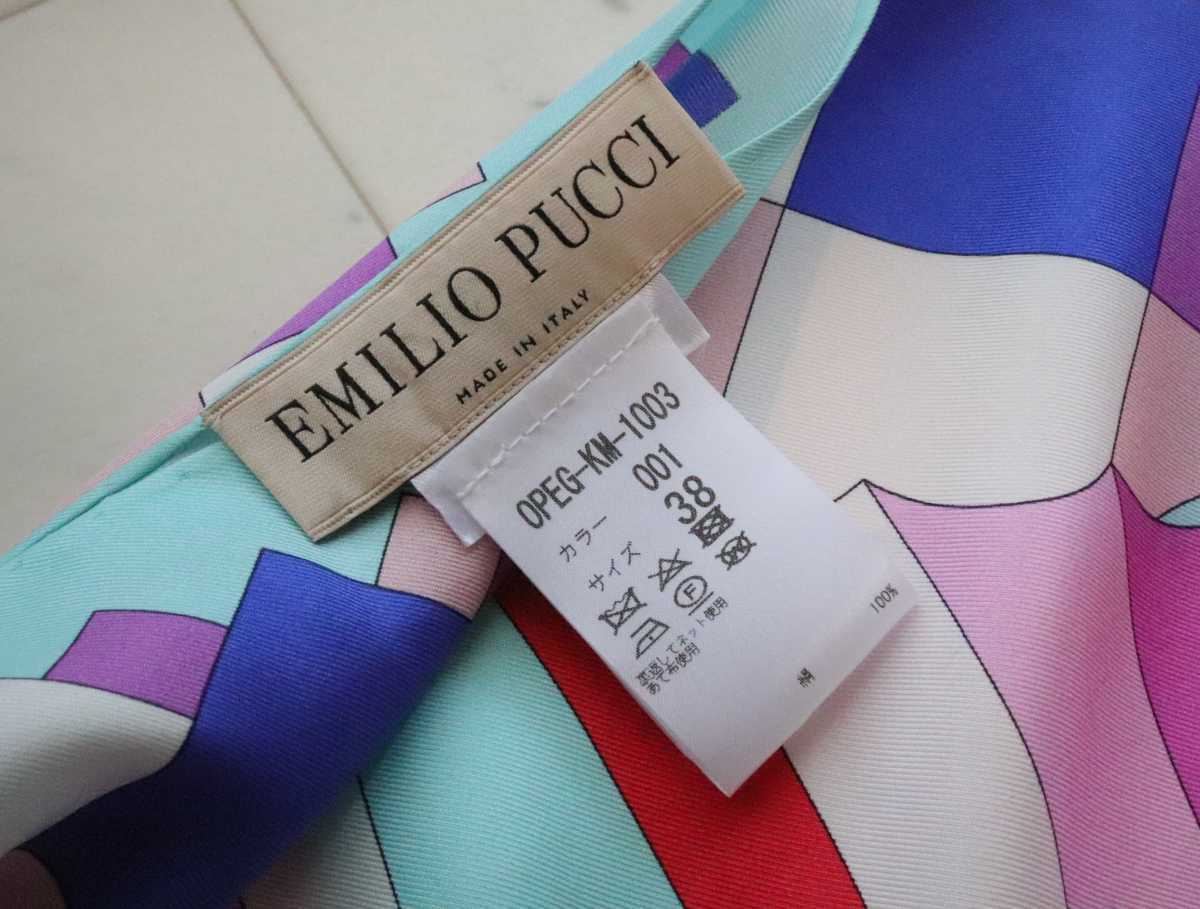 EMILIO PUCCI
MADE IN ITALY
OPEG-KM-1003
カラー 001
サイズ 38
F
裏返してネット使用
あて布使用
絹 100%